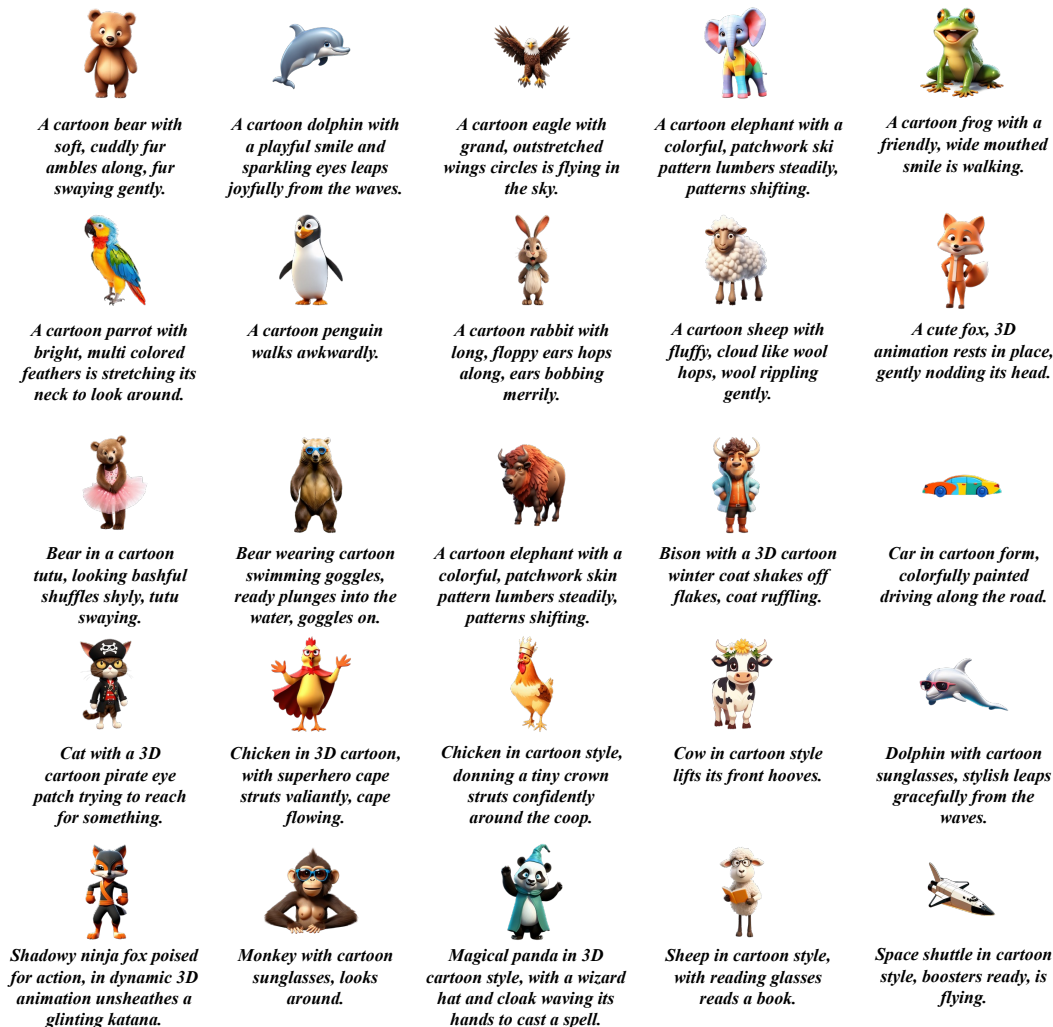 A cartoon bear with
soft, cuddly fur
ambles along, fur
swaying gently.
A cartoon dolphin with
a playful smile and
sparkling eyes leaps
joyfully from the waves.
A cartoon eagle with
grand, outstretched
wings circles is flying in
the sky.
A cartoon elephant with a
colorful, patchwork ski
pattern lumbers steadily,
patterns shifting.
A cartoon frog with a
friendly, wide mouthed
smile is walking.
A cartoon parrot with
bright, multi colored
feathers is stretching its
neck to look around.
A cartoon penguin
walks awkwardly.
A cartoon rabbit with
long, floppy ears hops
along, ears bobbing
merrily.
A cartoon sheep with
fluffy, cloud like wool
hops, wool rippling
gently.
A cute fox, 3D
animation rests in place,
gently nodding its head.
Bear in a cartoon
tutu, looking bashful
shuffles shyly, tutu
swaying.
Bear wearing cartoon
swimming goggles,
ready plunges into the
water, goggles on.
A cartoon elephant with a
colorful, patchwork skin
pattern lumbers steadily,
patterns shifting.
Bison with a 3D cartoon
winter coat shakes off
flakes, coat ruffling.
Car in cartoon form,
colorfully painted
driving along the road.
Cat with a 3D
cartoon pirate eye
patch trying to reach
for something.
Chicken in 3D cartoon,
with superhero cape
struts valiantly, cape
flowing.
Chicken in cartoon style,
donning a tiny crown
struts confidently
around the coop.
Cow in cartoon style
lifts its front hooves.
Dolphin with cartoon
sunglasses, stylish leaps
gracefully from the
waves.
Shadowy ninja fox poised
for action, in dynamic 3D
animation unsheathes a
glinting katana.
Monkey with cartoon
sunglasses, looks
around.
Magical panda in 3D
cartoon style, with a wizard
hat and cloak waving its
hands to cast a spell.
Sheep in cartoon style,
with reading glasses
reads a book.
Space shuttle in cartoon
style, boosters ready, is
flying.